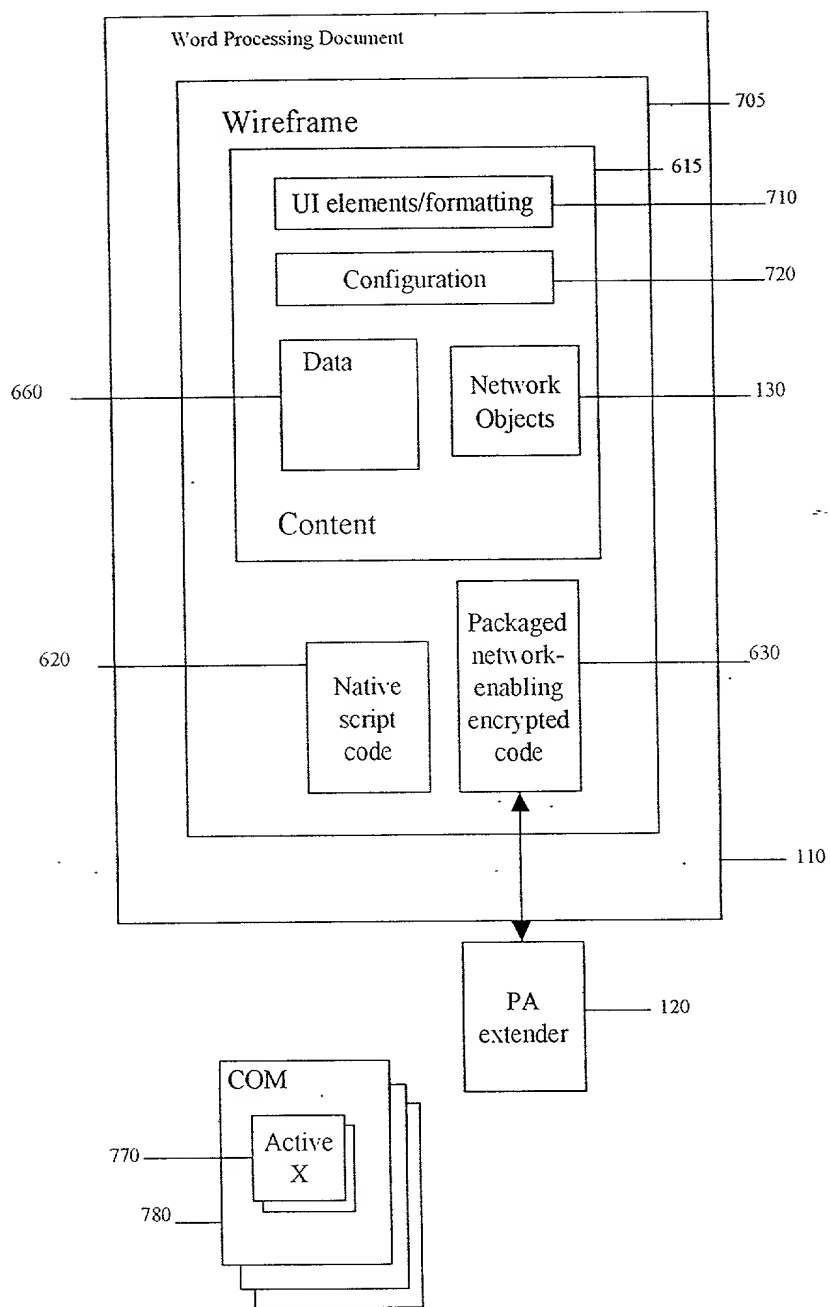 Word Processing Document
705
Wireframe
615
UI elements/formatting
710
Configuration
720
Data
660
Network
Objects
130
Content
620
Native
script
code
Packaged
network-
enabling
encrypted
code
630
110
PA
extender
120
COM
770
Active
X
780